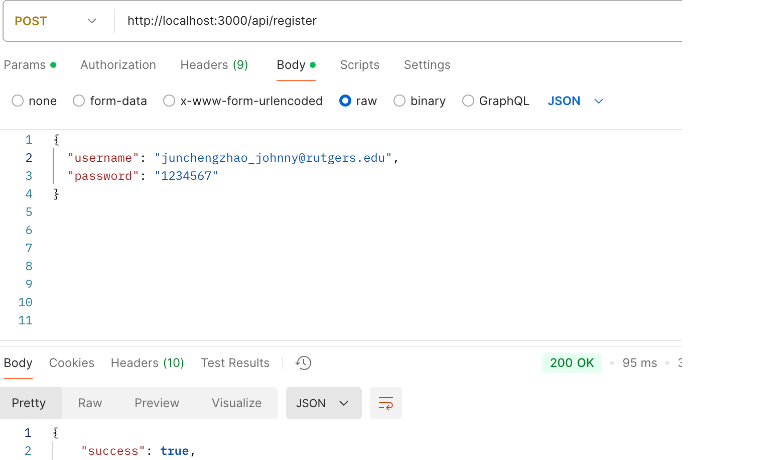 POST http://localhost:3000/api/register
Params Authorization Headers (9) Body Scripts Settings
none form-data x-www-form-urlencoded raw binary GraphQL JSON
1 {
2 "username": "junchengzhao_johnny@rutgers.edu",
3 "password": "1234567"
4 }
5
6
7
8
9
10
11
Body Cookies Headers (10) Test Results 200 OK 95 ms
Pretty Raw Preview Visualize JSON
1 {
2 "success": true,